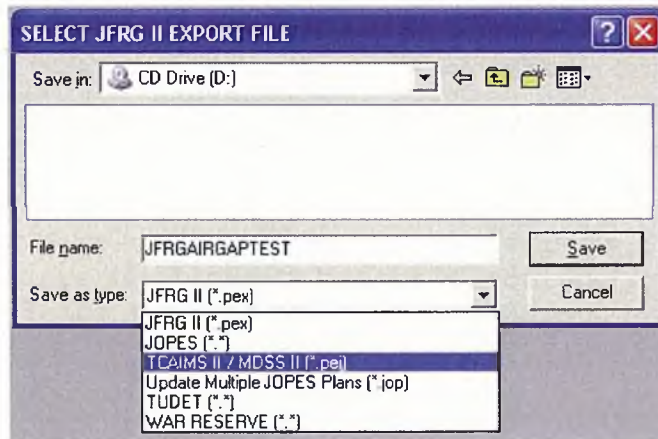 SELECT JFRG II EXPORT FILE
Save in: CD Drive (D:)
File name: JFRGAIRGAPTEST Save
Save as type: JFRG II (*.pex) Cancel
JFRG II (*.pex)
JOPES (*.*)
TCAIMS II / MDSS II (*.pej)
Update Multiple JOPES Plans (*.jop)
TUDET (*.*)
WAR RESERVE (*.*)